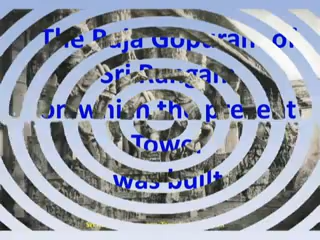 The Raja Gopuram of
Sri Rangam
on which the present
Tower
was built